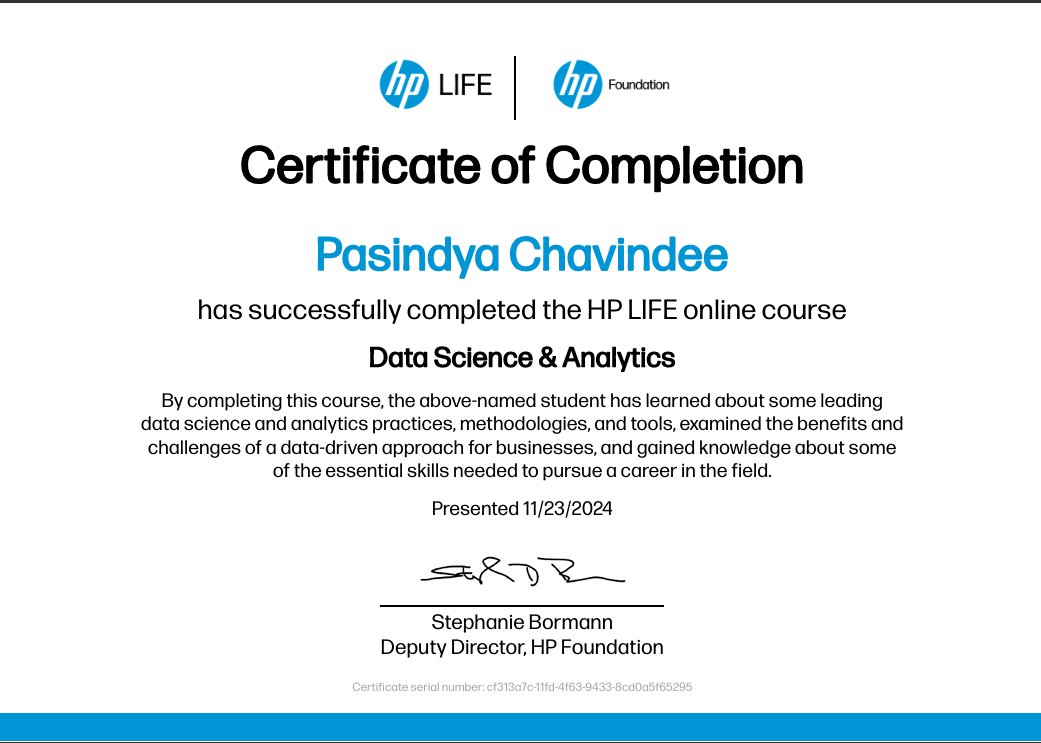 hp LIFE hp Foundation
Certificate of Completion
Pasindya Chavindee
has successfully completed the HP LIFE online course
Data Science & Analytics
By completing this course, the above-named student has learned about some leading
data science and analytics practices, methodologies, and tools, examined the benefits and
challenges of a data-driven approach for businesses, and gained knowledge about some
of the essential skills needed to pursue a career in the field.
Presented 11/23/2024
Stephanie Bormann
Deputy Director, HP Foundation
Certificate serial number: cf313a7c-11fd-4f63-9433-8cd0a5f65295